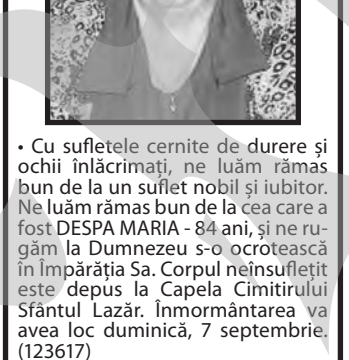 • Cu sufletele cernite de durere și
ochii înlăcrimați, ne luăm rămas
bun de la un suflet nobil și iubitor.
Ne luăm rămas bun de la cea care a
fost DESPA MARIA - 84 ani, și ne ru-
găm la Dumnezeu s-o ocrotească
în Împărăția Sa. Corpul neînsuflețit
este depus la Capela Cimitirului
Sfântul Lazăr. Înmormântarea va
avea loc duminică, 7 septembrie.
(123617)